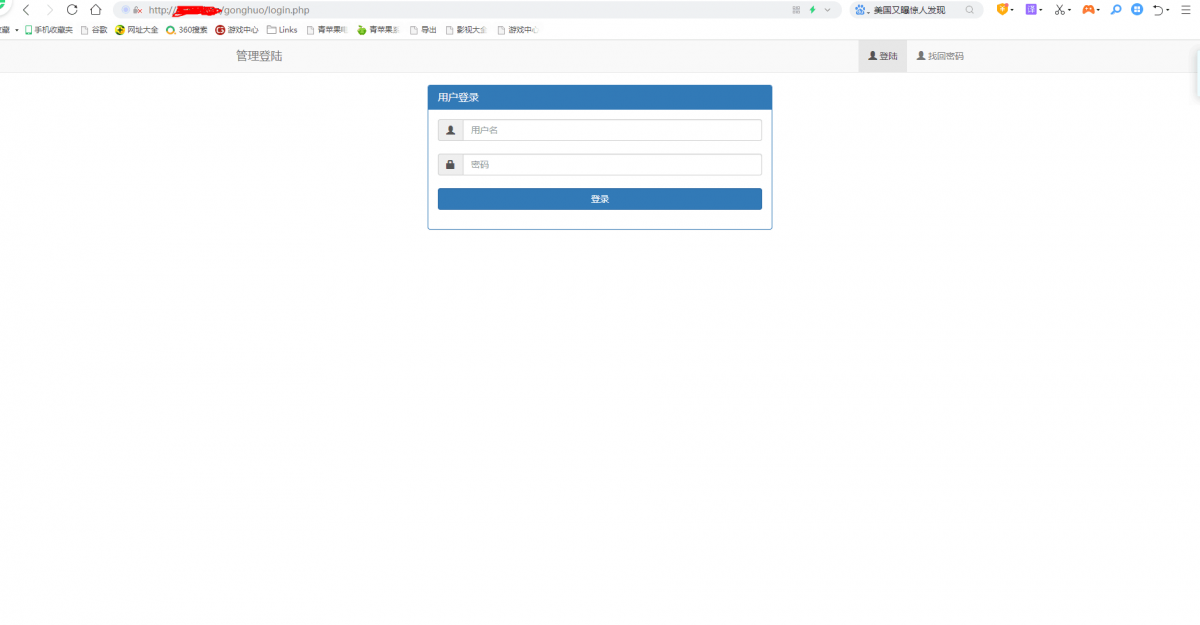 http:// /gonghuo/login.php 美国又曝惊人发现
手机收藏夹 谷歌 网址大全 360搜索 G 游戏中心 Links 青苹果 青苹果 导出 影视大全 游戏中心
管理登陆 登陆 找回密码
用户登录
用户名
密码
登录